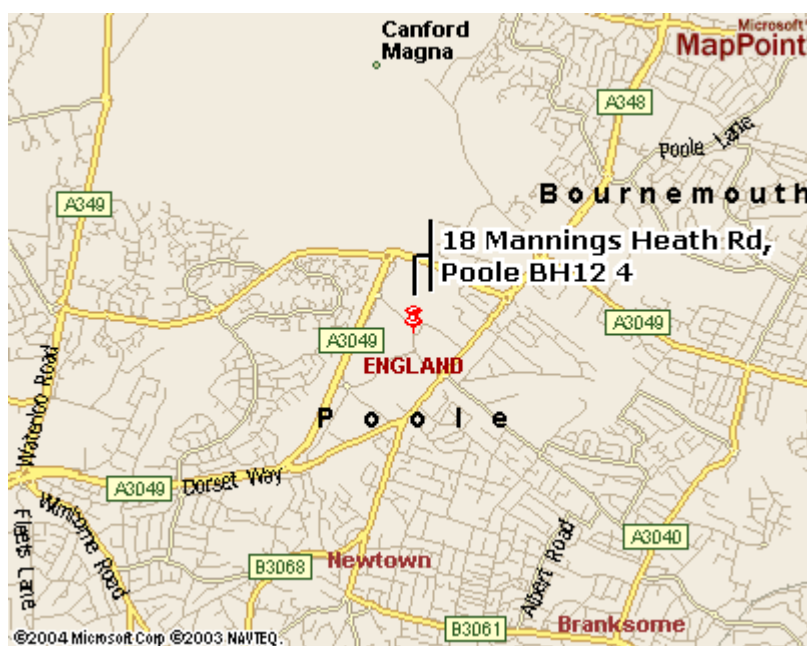 Canford
Magna
Microsoft
MapPoint
A348
Poole Lane
Bournemouth
A349
18 Mannings Heath Rd,
Poole BH12 4
A3049
A3049
ENGLAND
Poole
Waterloo Road
A3049
Dorset Way
Wimborne Road
Fleets Lane
B3068
Newtown
Albert Road
A3040
B3061
Branksome
©2004 Microsoft Corp ©2003 NAVTEQ.